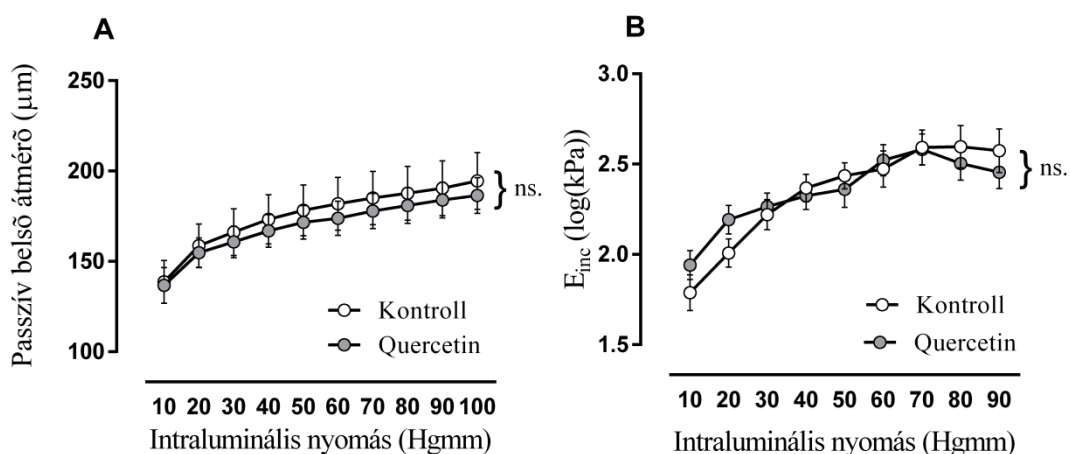 A
Passzív belső átmérő (µm)
250
200
150
100
ns.
Kontroll
Quercetin
10 20 30 40 50 60 70 80 90 100
Intraluminális nyomás (Hgmm)
B
E_inc (log(kPa))
3.0
2.5
2.0
1.5
ns.
Kontroll
Quercetin
10 20 30 40 50 60 70 80 90
Intraluminális nyomás (Hgmm)